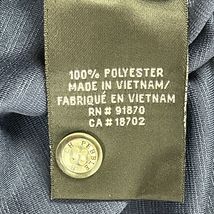 100% POLYESTER
MADE IN VIETNAM/
FABRIQUÉ EN VIETNAM
RN # 91870
CA # 18702